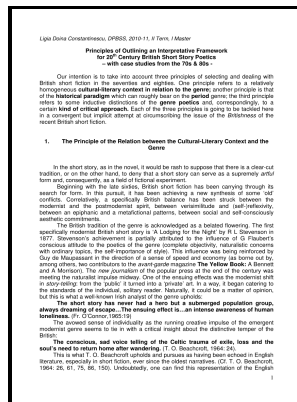 Ligia Doina Constantinescu, DPBSS, 2010-11, II Term, I Master
Principles of Outlining an Interpretative Framework
for 20th Century British Short Story Poetics
– with case studies from the 70s & 80s -
Our intention is to take into account three principles of selecting and dealing with
British short fiction in the seventies and eighties. One principle refers to a relatively
homogeneous cultural-literary context in relation to the genre; another principle is that
of the historical paradigm which can roughly bear on the period genre; the third principle
refers to some inductive distinctions of the genre poetics and, correspondingly, to a
certain kind of critical approach. Each of the three principles is going to be tackled here
in a convergent but implicit attempt at circumscribing the issue of the Britishness of the
recent British short fiction.
1. The Principle of the Relation between the Cultural-Literary Context and the
Genre
In the short story, as in the novel, it would be rash to suppose that there is a clear-cut
tradition, or on the other hand, to deny that a short story can serve as a supremely artful
form and, consequently, as a field of fictional experiment.
Beginning with the late sixties, British short fiction has been carrying through its
search for form. In this pursuit, it has been achieving a new synthesis of some 'old'
conflicts. Correlatively, a specifically British balance has been struck between the
modernist and the postmodernist spirit, between verisimilitude and (self-)reflexivity,
between an epiphanic and a metafictional patterns, between social and self-consciously
aesthetic commitments.
The British tradition of the genre is acknowledged as a belated flowering. The first
specifically modernist British short story is 'A Lodging for the Night' by R L Stevenson in
1877. Stevenson's achievement is partially attributed to the influence of G Flaubert's
conscious attitude to the poetics of the genre (complete objectivity, naturalistic concern
with ordinary topics, the self-importance of style). This influence was being reinforced by
Guy de Maupassant in the direction of a sense of speed and economy (as borne out by,
among others, two contributors to the avant-garde magazine The Yellow Book: A Bennett
and A Morrison). The new journalism of the popular press at the end of the century was
meeting the naturalist impulse midway. One of the ensuing effects was the modernist shift
in story-telling: from the 'public' it turned into a 'private' art. In a way, it began catering to
the standards of the individual, solitary reader. Naturally, it could be a matter of opinion,
but this is what a well-known Irish analyst of the genre upholds:
The short story has never had a hero but a submerged population group,
always dreaming of escape...The ensuing effect is...an intense awareness of human
loneliness. (Fr. O'Connor,1965:19)
The avowed sense of individuality as the running creative impulse of the emergent
modernist genre seems to tie in with a critical insight about the distinctive temper of the
British:
The conscious, sad voice telling of the Celtic trauma of exile, loss and the
soul's need to return home after wandering. (T. O. Beachcroft, 1964: 24).
This is what T. O. Beachcroft upholds and pursues as having been echoed in English
literature, especially in short fiction, ever since the oldest narratives. (Cf. T. O. Beachcroft,
1964: 26, 61, 75, 86, 150). Undoubtedly, one can find this representation of the English
1